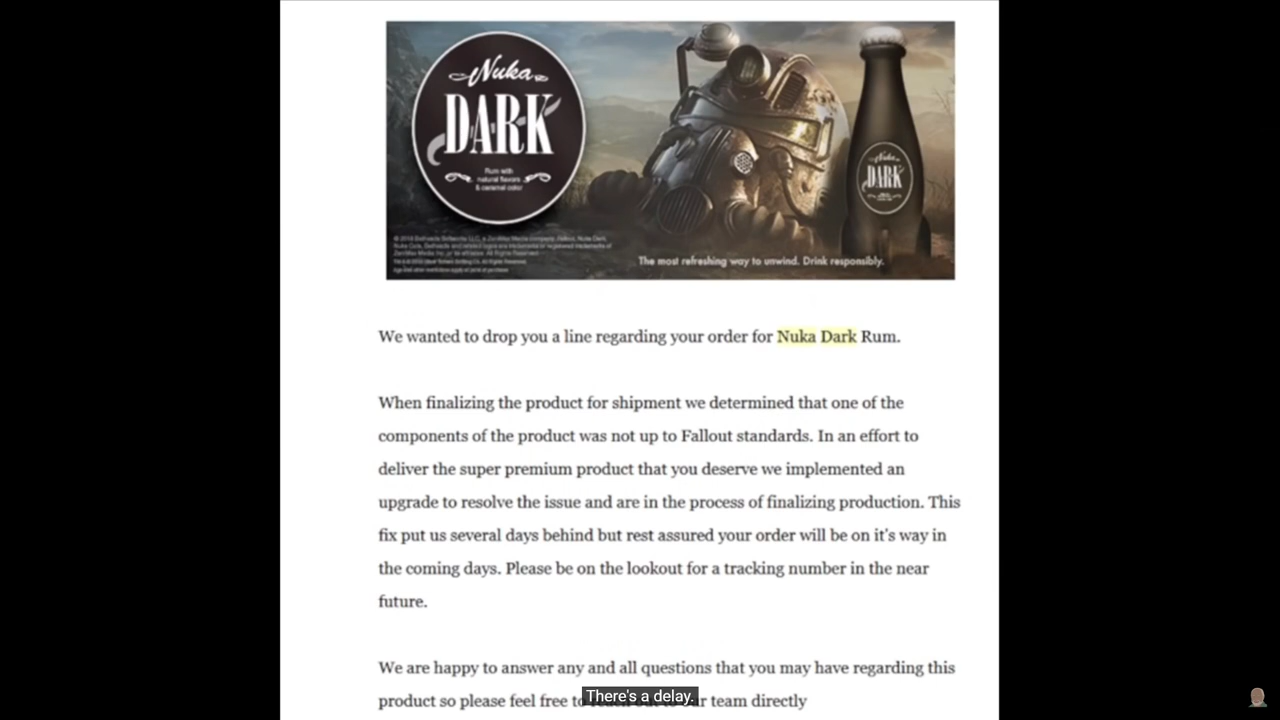 Nuka
DARK
Rum with
natural flavors
& caramel color
Nuka
DARK
The most refreshing way to unwind. Drink responsibly.
We wanted to drop you a line regarding your order for Nuka Dark Rum.
When finalizing the product for shipment we determined that one of the
components of the product was not up to Fallout standards. In an effort to
deliver the super premium product that you deserve we implemented an
upgrade to resolve the issue and are in the process of finalizing production. This
fix put us several days behind but rest assured your order will be on it's way in
the coming days. Please be on the lookout for a tracking number in the near
future.
We are happy to answer any and all questions that you may have regarding this
product so please feel free to reach out to our team directly
There's a delay.